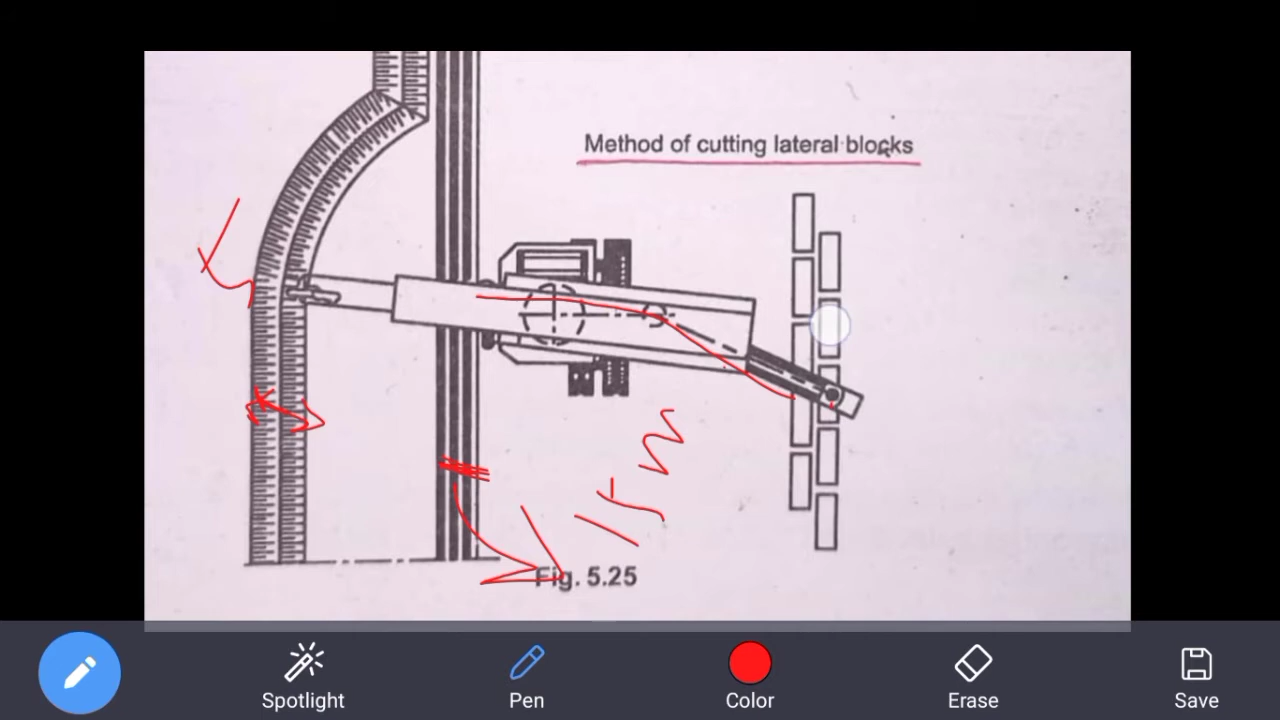 Method of cutting lateral blocks
Fig. 5.25
Spotlight
Pen
Color
Erase
Save